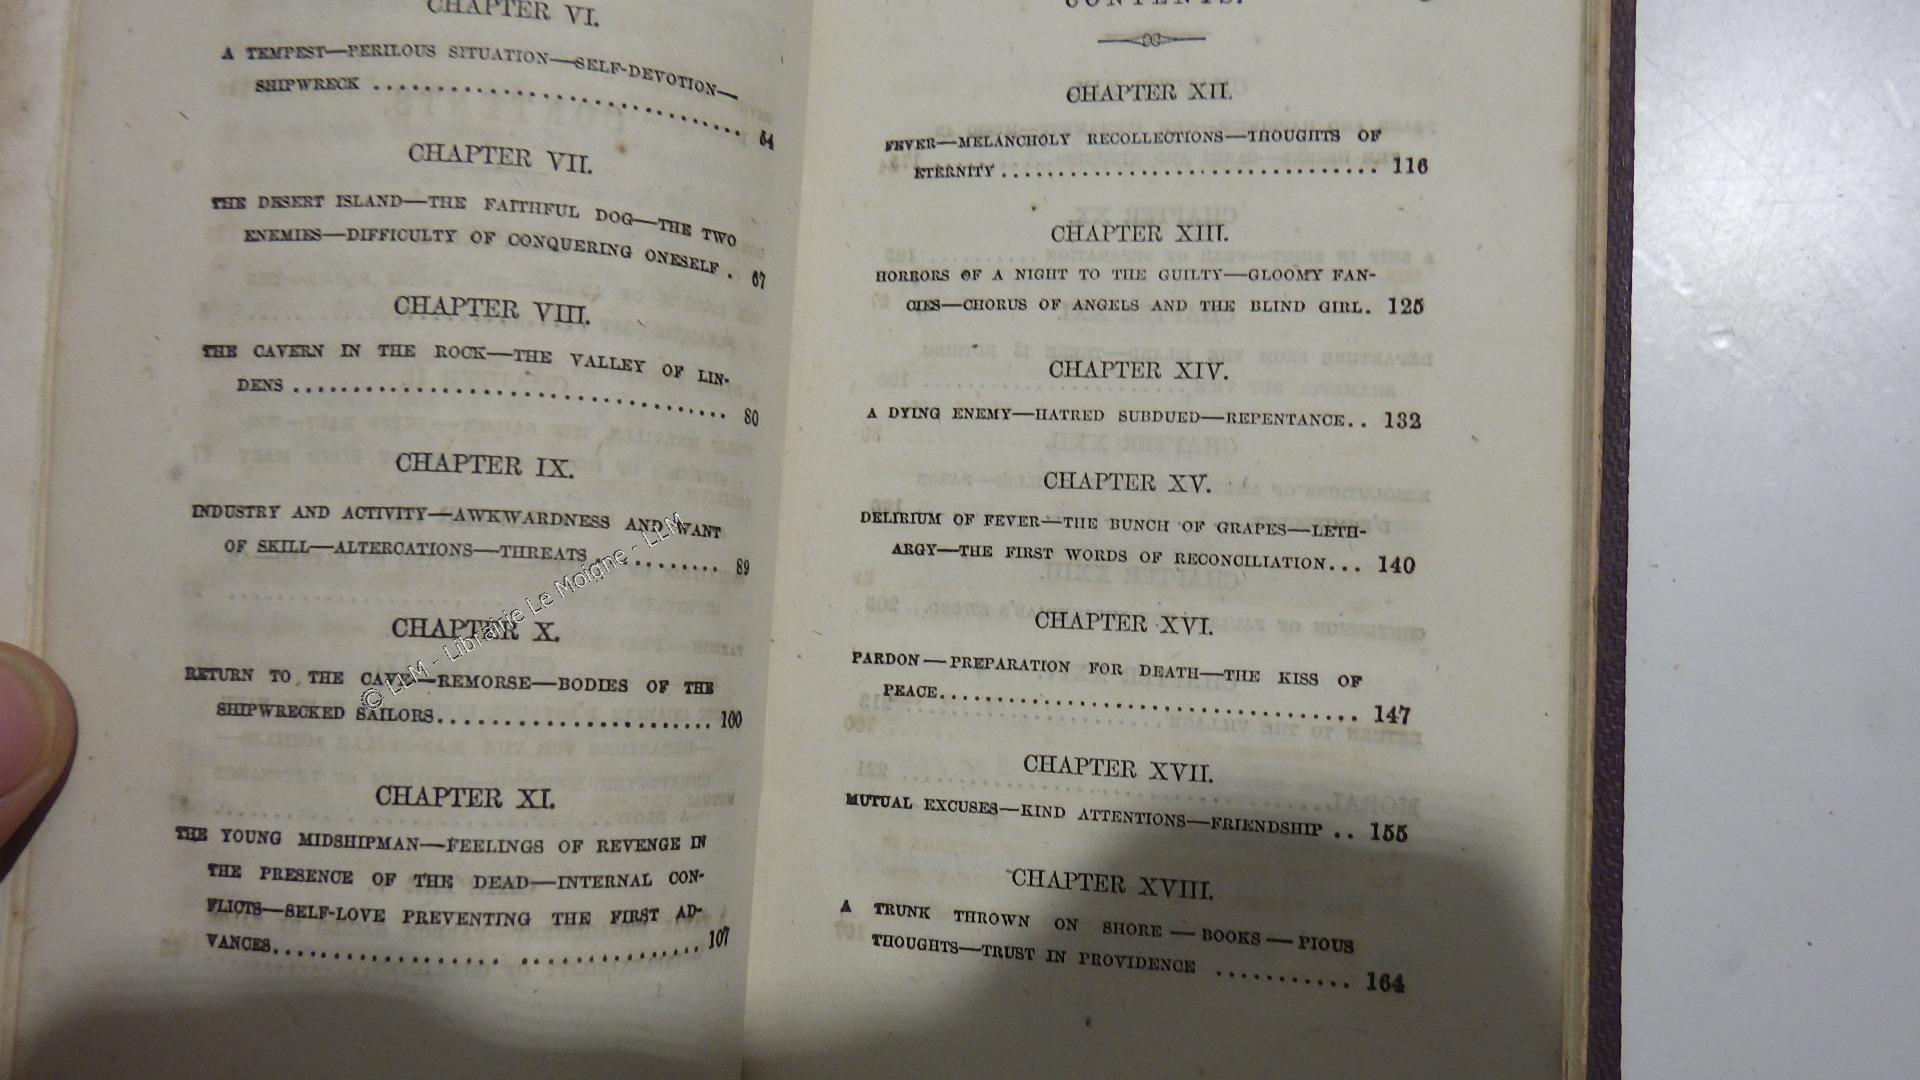 CHAPTER VI.
A TEMPEST—PERILOUS SITUATION—SELF-DEVOTION—
SHIPWRECK .............................. 54
CHAPTER VII.
THE DESERT ISLAND—THE FAITHFUL DOG—THE TWO
ENEMIES—DIFFICULTY OF CONQUERING ONESELF . 67
CHAPTER VIII.
THE CAVERN IN THE ROCK—THE VALLEY OF LIN-
DENS .................................... 80
CHAPTER IX.
INDUSTRY AND ACTIVITY—AWKWARDNESS AND WANT
OF SKILL—ALTERCATIONS—THREATS .......... 89
CHAPTER X.
RETURN TO THE CAVE—REMORSE—BODIES OF THE
SHIPWRECKED SAILORS....................... 100
CHAPTER XI.
THE YOUNG MIDSHIPMAN—FEELINGS OF REVENGE IN
THE PRESENCE OF THE DEAD—INTERNAL CON-
FLICTS—SELF-LOVE PREVENTING THE FIRST AD-
VANCES................... ............... 107
CONTENTS.
CHAPTER XII.
FEVER—MELANCHOLY RECOLLECTIONS—THOUGHTS OF
ETERNITY ................................ 116
CHAPTER XIII.
HORRORS OF A NIGHT TO THE GUILTY—GLOOMY FAN-
CIES—CHORUS OF ANGELS AND THE BLIND GIRL. 125
CHAPTER XIV.
A DYING ENEMY—HATRED SUBDUED—REPENTANCE.. 132
CHAPTER XV.
DELIRIUM OF FEVER—THE BUNCH OF GRAPES—LETH-
ARGY—THE FIRST WORDS OF RECONCILIATION... 140
CHAPTER XVI.
PARDON—PREPARATION FOR DEATH—THE KISS OF
PEACE.................................... 147
CHAPTER XVII.
MUTUAL EXCUSES—KIND ATTENTIONS—FRIENDSHIP .. 155
CHAPTER XVIII.
A TRUNK THROWN ON SHORE—BOOKS—PIOUS
THOUGHTS—TRUST IN PROVIDENCE ........... 164
© LLM - Librairie Le Moigne - LLM